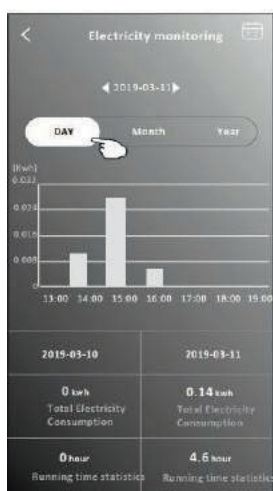 Electricity monitoring
2019-03-11
DAY Month Year
(Kwh)
0.032
0.024
0.016
0.008
0
13:00 14:00 15:00 16:00 17:00 18:00 19:00
2019-03-10 2019-03-11
0 kwh 0.14 kwh
Total Electricity Total Electricity
Consumption Consumption
0 hour 4.6 hour
Running time statistics Running time statistics